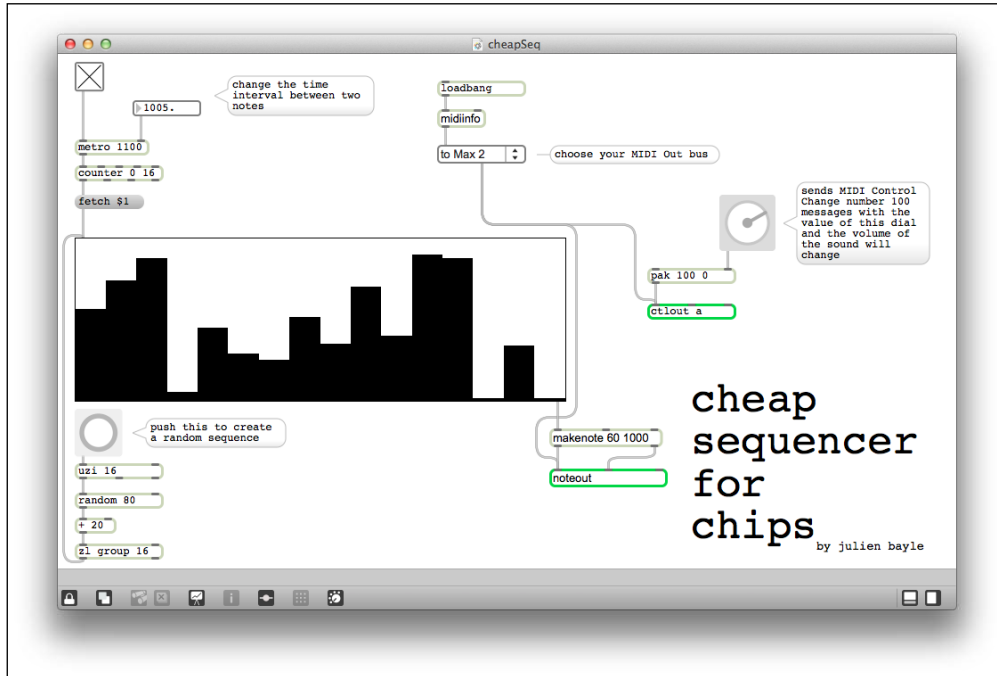 cheapSeq
change the time
interval between two
notes
1005.
metro 1100
counter 0 16
fetch $1
loadbang
midiinfo
to Max 2
choose your MIDI Out bus
sends MIDI Control
Change number 100
messages with the
value of this dial
and the volume of
the sound will
change
pak 100 0
ctlout a
push this to create
a random sequence
uzi 16
random 80
+ 20
zl group 16
makenote 60 1000
noteout
cheap
sequencer
for
chips
by julien bayle